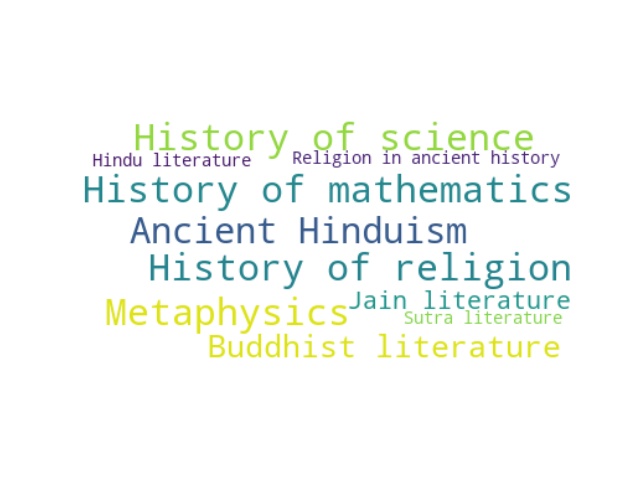 History of science
Hindu literature
Religion in ancient history
History of mathematics
Ancient Hinduism
History of religion
Metaphysics
Jain literature
Sutra literature
Buddhist literature